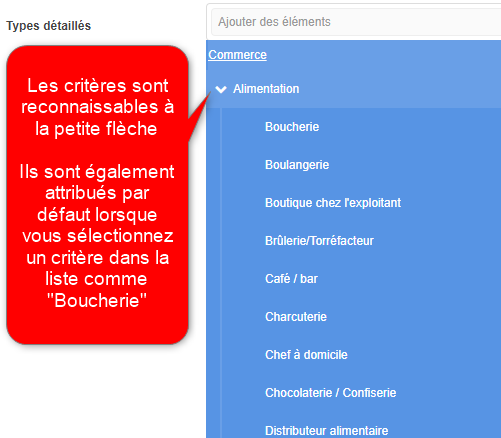 Types détaillés
Les critères sont
reconnaissables à
la petite flèche
Ils sont également
attribués par
défaut lorsque
vous sélectionnez
un critère dans la
liste comme
"Boucherie"
Ajouter des éléments
Commerce
Alimentation
Boucherie
Boulangerie
Boutique chez l'exploitant
Brûlerie/Torréfacteur
Café / bar
Charcuterie
Chef à domicile
Chocolaterie / Confiserie
Distributeur alimentaire